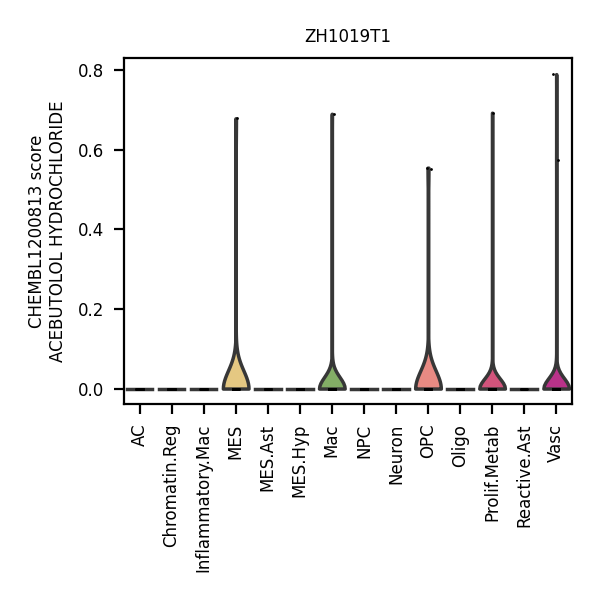 ZH1019T1
CHEMBL1200813 score
ACEBUTOLOL HYDROCHLORIDE
0.8
0.6
0.4
0.2
0.0
AC
Chromatin.Reg
Inflammatory.Mac
MES
MES.Ast
MES.Hyp
Mac
NPC
Neuron
OPC
Oligo
Prolif.Metab
Reactive.Ast
Vasc